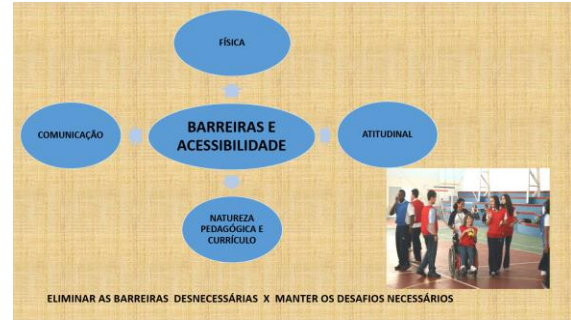 FÍSICA
COMUNICAÇÃO
BARREIRAS E
ACESSIBILIDADE
ATITUDINAL
NATUREZA
PEDAGÓGICA E
CURRÍCULO
ELIMINAR AS BARREIRAS DESNECESSÁRIAS X MANTER OS DESAFIOS NECESSÁRIOS